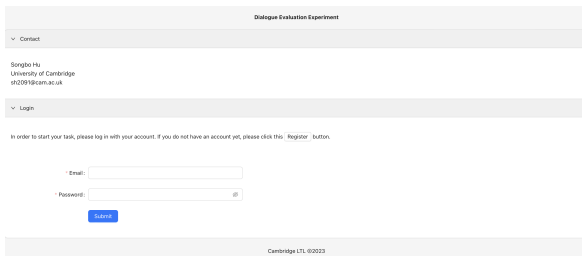 Dialogue Evaluation Experiment
Contact
Songbo Hu
University of Cambridge
sh2091@cam.ac.uk
Login
In order to start your task, please log in with your account. If you do not have an account yet, please click this Register button.
* Email:
* Password:
Submit
Cambridge LTL ©2023